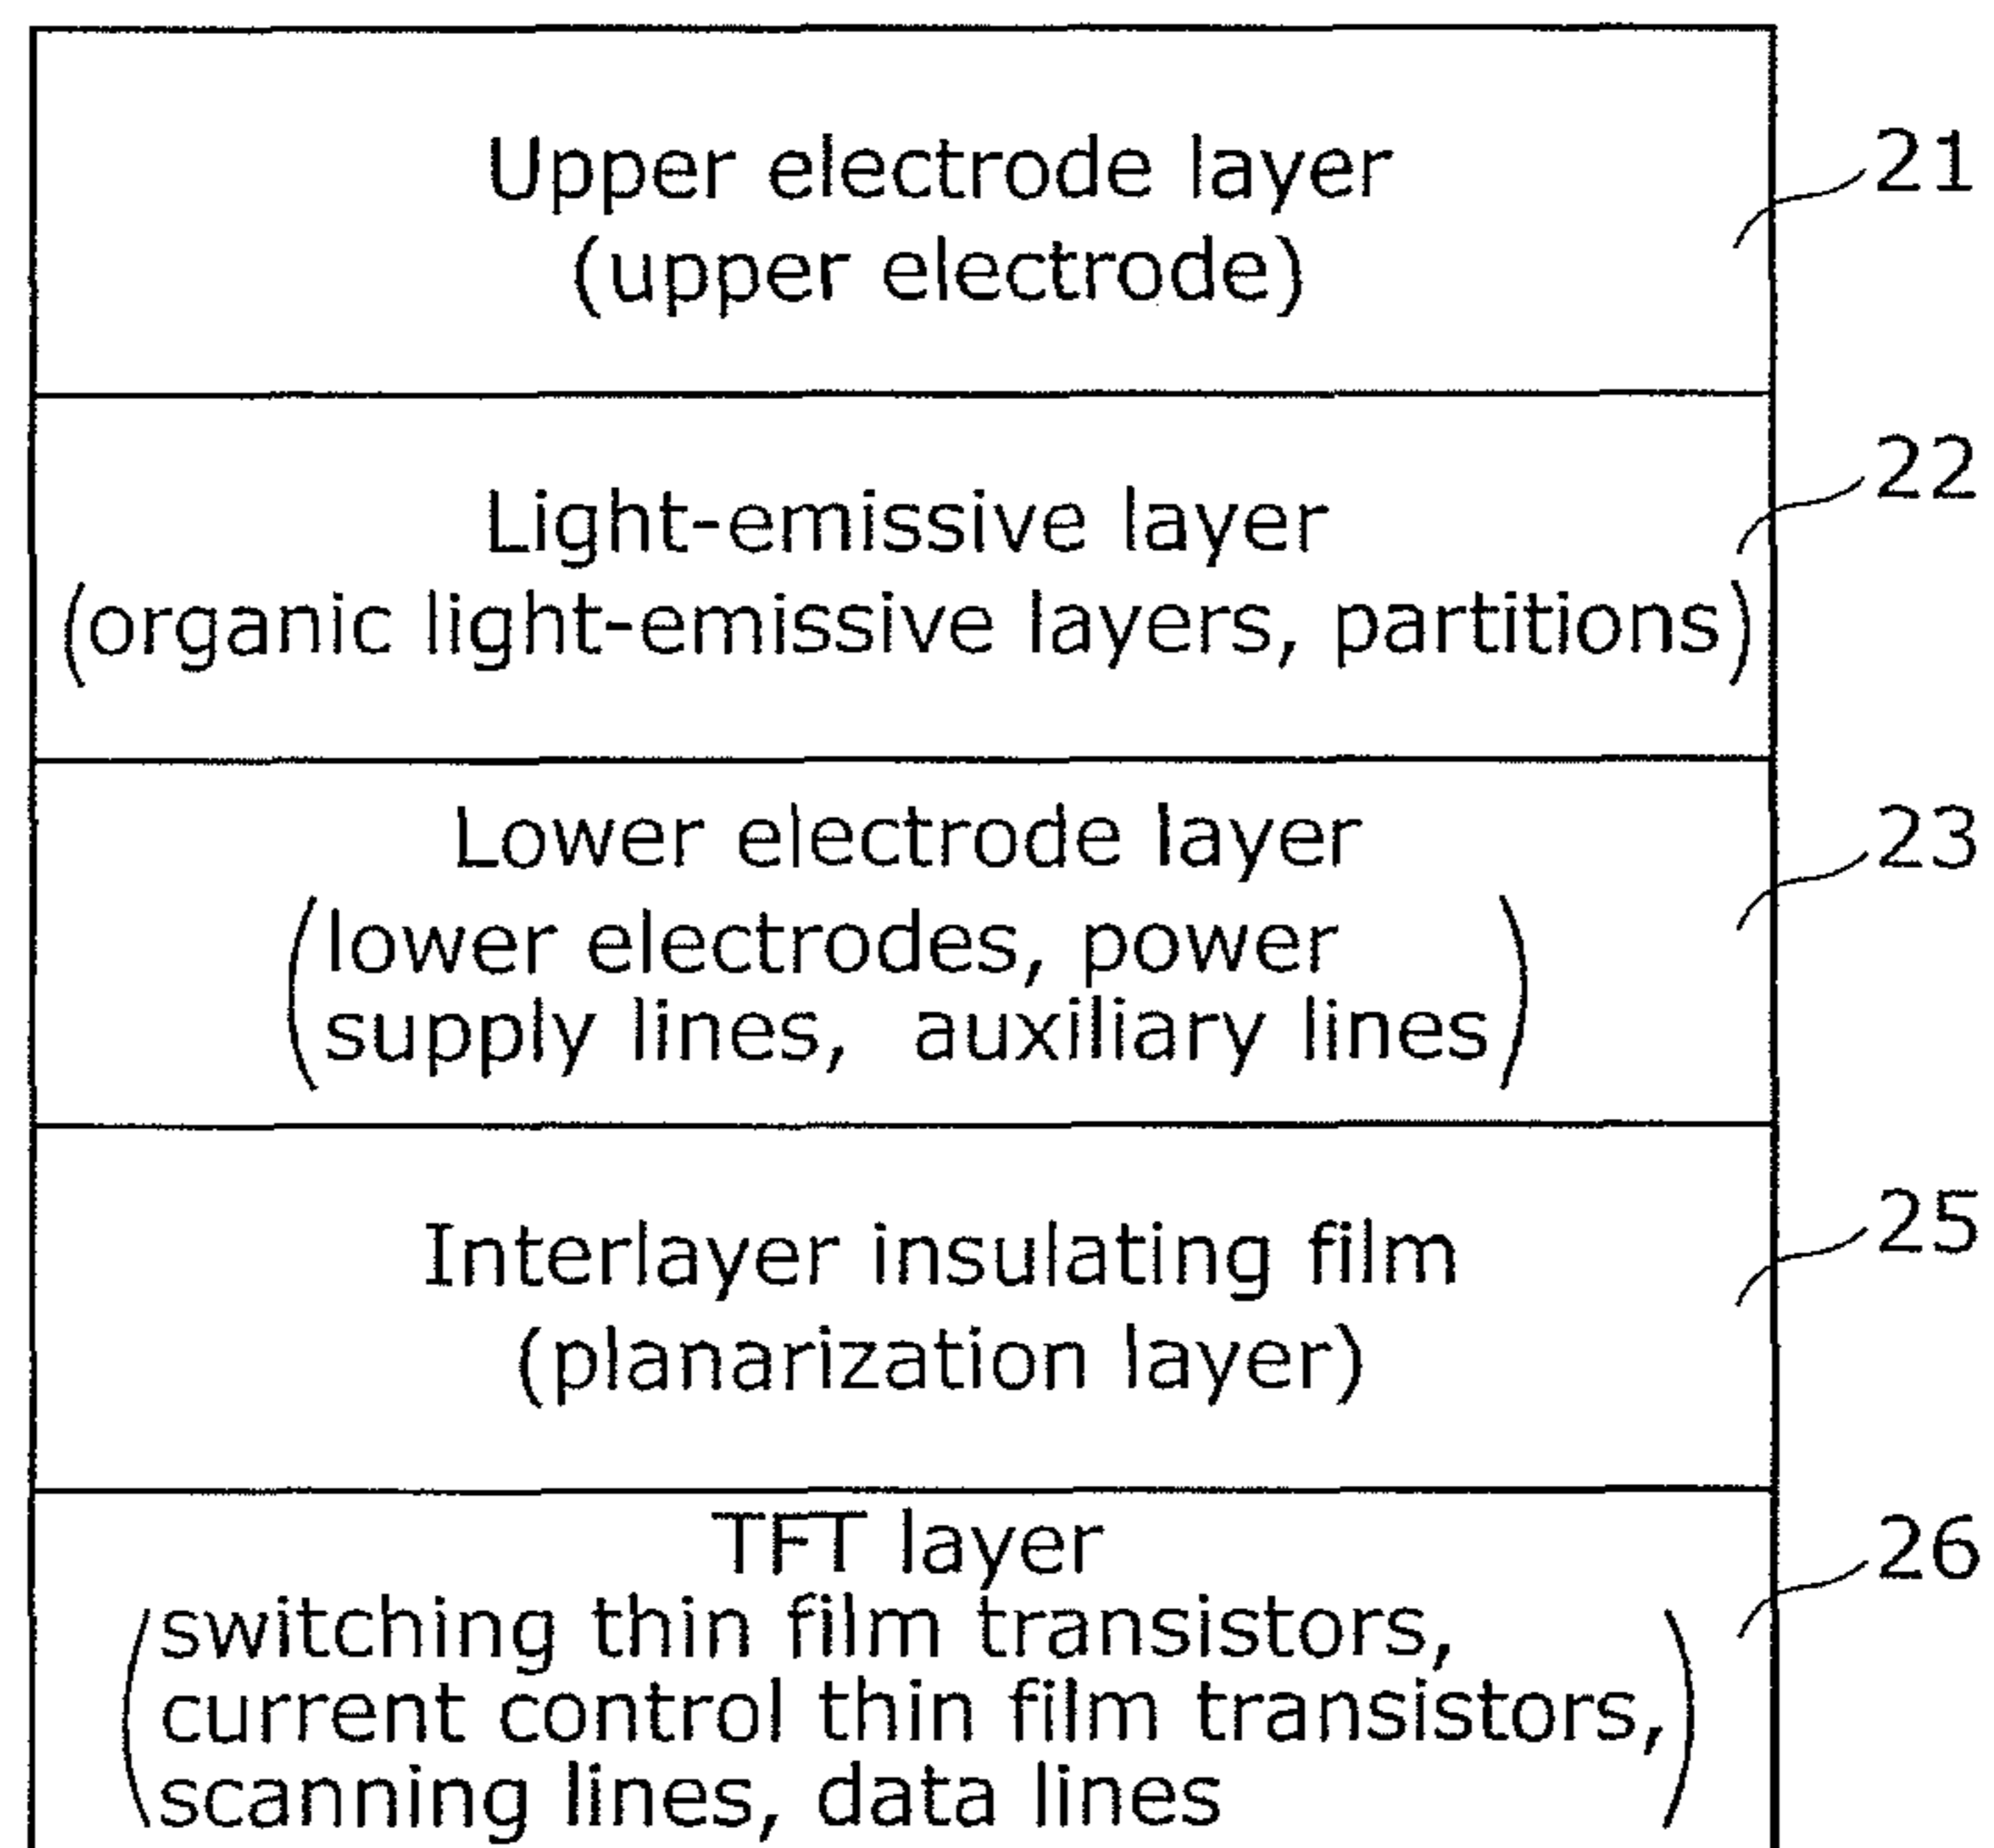 Upper electrode layer
(upper electrode)
21
Light-emissive layer
(organic light-emissive layers, partitions)
22
Lower electrode layer
(lower electrodes, power
supply lines, auxiliary lines)
23
Interlayer insulating film
(planarization layer)
25
TFT layer
(switching thin film transistors,
current control thin film transistors,
scanning lines, data lines)
26